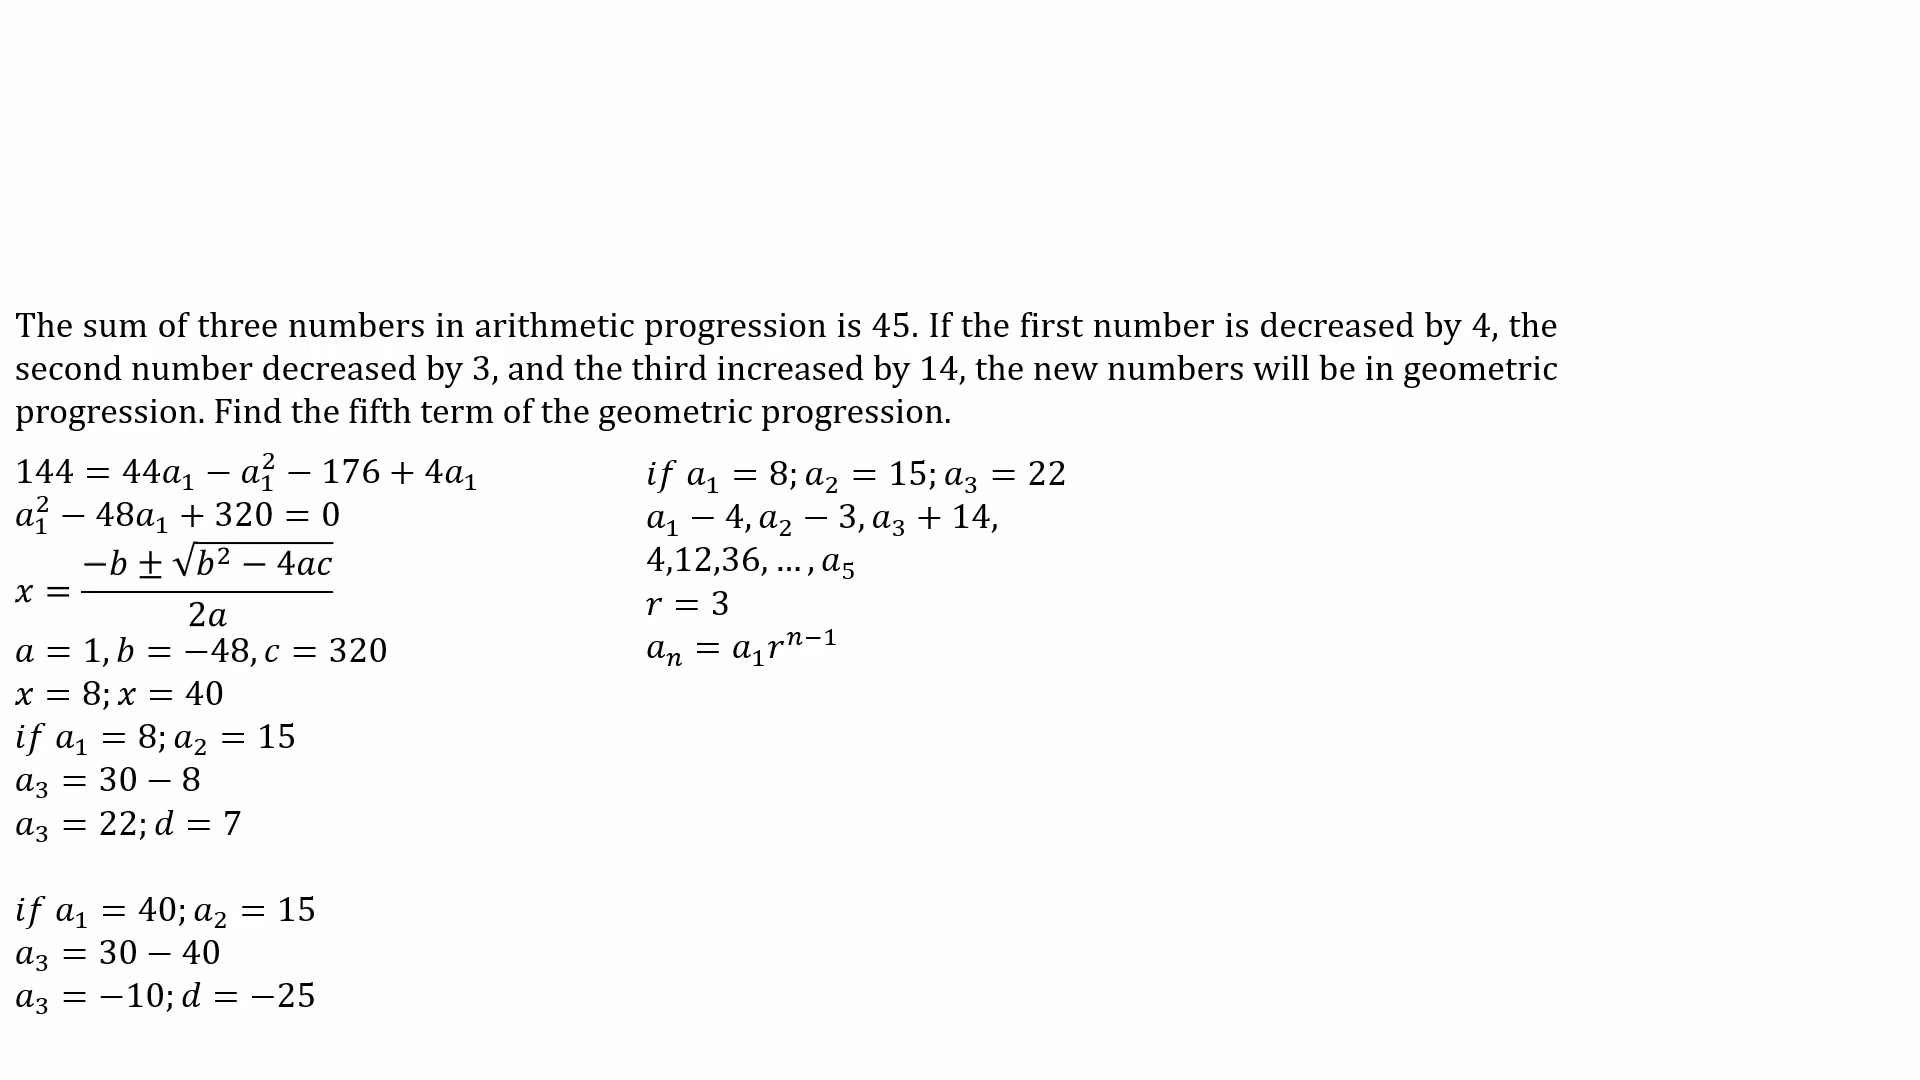 The sum of three numbers in arithmetic progression is 45. If the first number is decreased by 4, the
second number decreased by 3, and the third increased by 14, the new numbers will be in geometric
progression. Find the fifth term of the geometric progression.
144 = 44a₁ − a₁² − 176 + 4a₁
a₁² − 48a₁ + 320 = 0
x = (−b ± √(b² − 4ac)) / 2a
a = 1, b = −48, c = 320
x = 8; x = 40
if a₁ = 8; a₂ = 15
a₃ = 30 − 8
a₃ = 22; d = 7
if a₁ = 40; a₂ = 15
a₃ = 30 − 40
a₃ = −10; d = −25
if a₁ = 8; a₂ = 15; a₃ = 22
a₁ − 4, a₂ − 3, a₃ + 14,
4,12,36, … , a₅
r = 3
aₙ = a₁rⁿ⁻¹